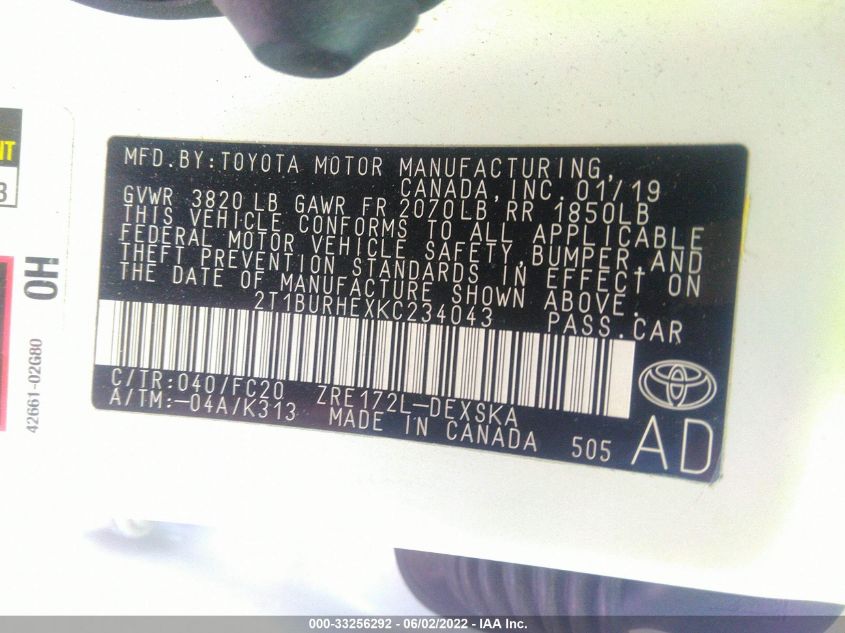 MFD.BY:TOYOTA MOTOR MANUFACTURING,
CANADA, INC. 01/19
GVWR 3820 LB GAWR FR 2070LB RR 1850LB
THIS VEHICLE CONFORMS TO ALL APPLICABLE
FEDERAL MOTOR VEHICLE SAFETY, BUMPER, AND
THEFT PREVENTION STANDARDS IN EFFECT ON
THE DATE OF MANUFACTURE SHOWN ABOVE.
2T1BURHEXKC234043 PASS.CAR
C/TR:040/FC20 ZRE172L-DEXSKA
A/TM:-04A/K313 MADE IN CANADA 505 AD
OH
42661-02G80
000-33256292 - 06/02/2022 - IAA Inc.